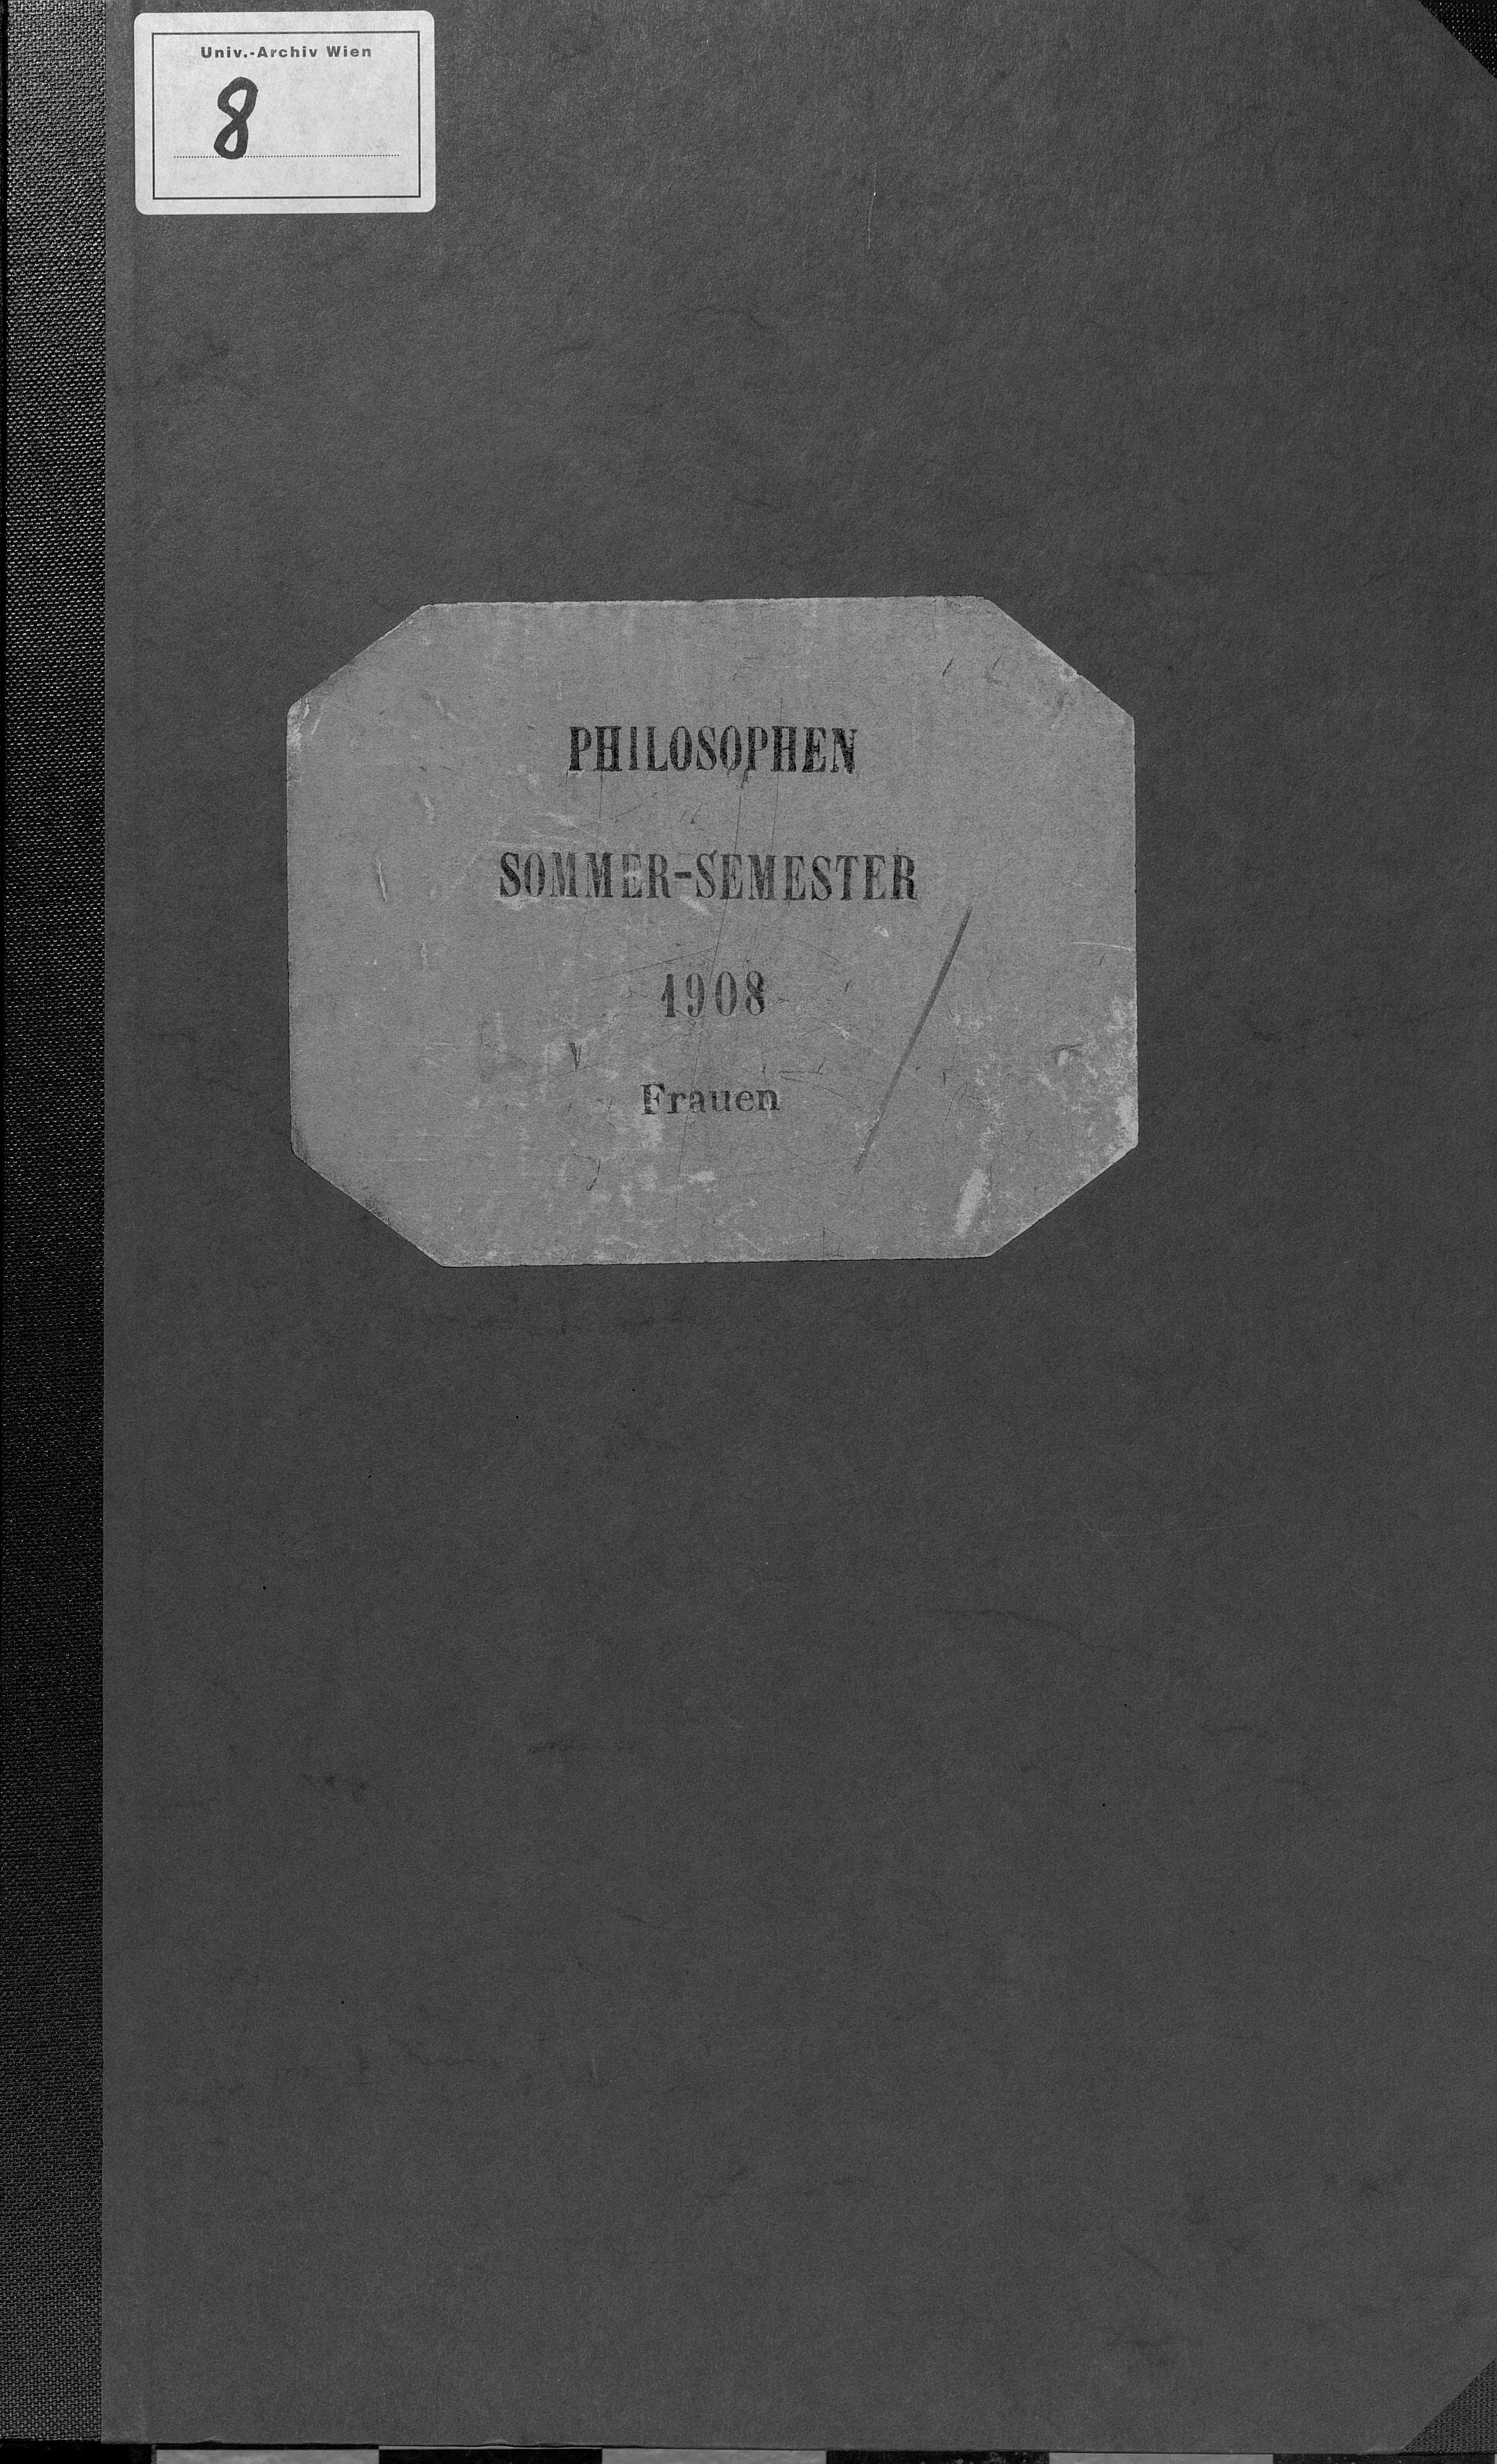 Univ.-Archiv Wien
8
PHILOSOPHEN
SOMMER-SEMESTER
1908
Frauen